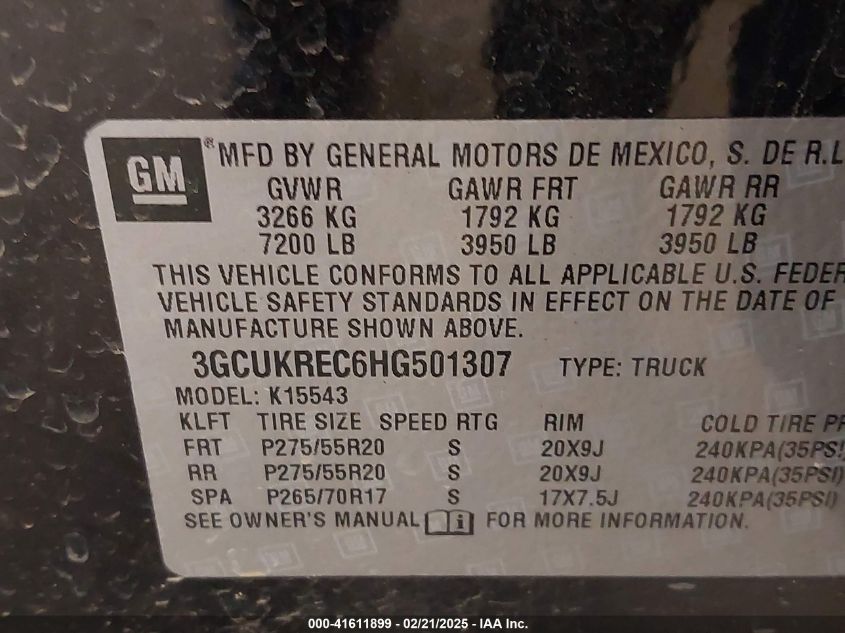 GM ®MFD BY GENERAL MOTORS DE MEXICO, S. DE R.L
GVWR GAWR FRT GAWR RR
3266 KG 1792 KG 1792 KG
7200 LB 3950 LB 3950 LB
THIS VEHICLE CONFORMS TO ALL APPLICABLE U.S. FEDER
VEHICLE SAFETY STANDARDS IN EFFECT ON THE DATE OF
MANUFACTURE SHOWN ABOVE.
3GCUKREC6HG501307 TYPE: TRUCK
MODEL: K15543
KLFT TIRE SIZE SPEED RTG RIM COLD TIRE PR
FRT P275/55R20 S 20X9J 240KPA(35PSI)
RR P275/55R20 S 20X9J 240KPA(35PSI)
SPA P265/70R17 S 17X7.5J 240KPA(35PSI)
SEE OWNER'S MANUAL FOR MORE INFORMATION.
000-41611899 - 02/21/2025 - IAA Inc.